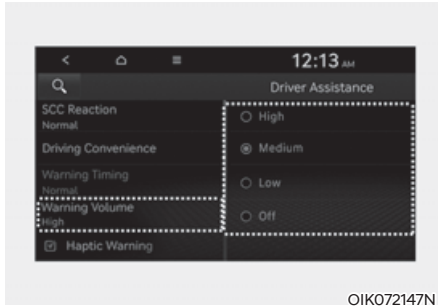 12:13 AM
Driver Assistance
SCC Reaction
Normal
Driving Convenience
Warning Timing
Normal
Warning Volume
High
Haptic Warning
High
Medium
Low
Off
OIK072147N